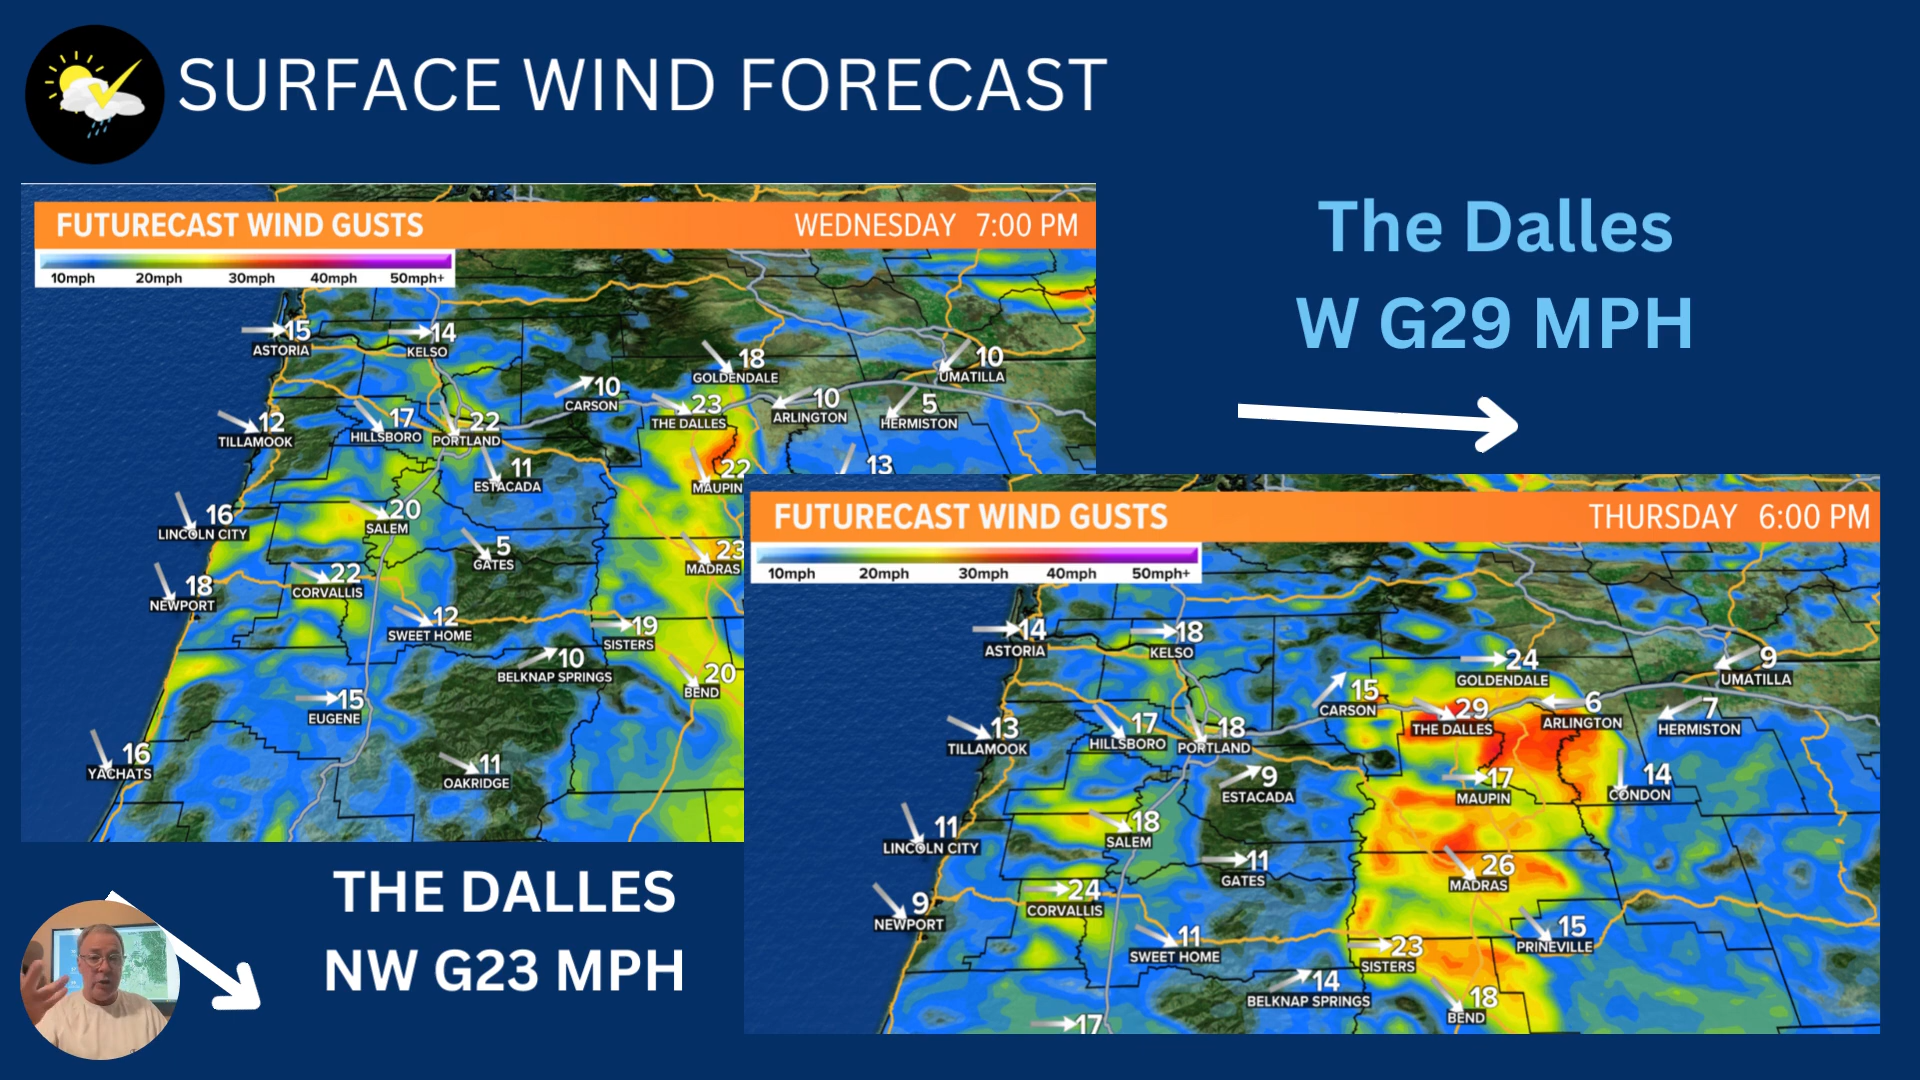 SURFACE WIND FORECAST
FUTURECAST WIND GUSTS WEDNESDAY 7:00 PM
10mph 20mph 30mph 40mph 50mph+
15
ASTORIA
14
KELSO
18
GOLDENDALE
10
UMATILLA
10
CARSON
23
THE DALLES
10
ARLINGTON
5
HERMISTON
12
TILLAMOOK
17
HILLSBORO
22
PORTLAND
11
ESTACADA
22
MAUPIN
13
16
LINCOLN CITY
20
SALEM
5
GATES
23
MADRAS
18
NEWPORT
22
CORVALLIS
12
SWEET HOME
19
SISTERS
10
BELKNAP SPRINGS
20
BEND
15
EUGENE
16
YACHATS
11
OAKRIDGE
The Dalles
W G29 MPH
FUTURECAST WIND GUSTS THURSDAY 6:00 PM
10mph 20mph 30mph 40mph 50mph+
14
ASTORIA
18
KELSO
24
GOLDENDALE
9
UMATILLA
15
CARSON
29
THE DALLES
6
ARLINGTON
7
HERMISTON
13
TILLAMOOK
17
HILLSBORO
18
PORTLAND
9
ESTACADA
17
MAUPIN
14
CONDON
11
LINCOLN CITY
18
SALEM
11
GATES
26
MADRAS
9
NEWPORT
24
CORVALLIS
11
SWEET HOME
23
SISTERS
15
PRINEVILLE
14
BELKNAP SPRINGS
18
BEND
17
THE DALLES
NW G23 MPH